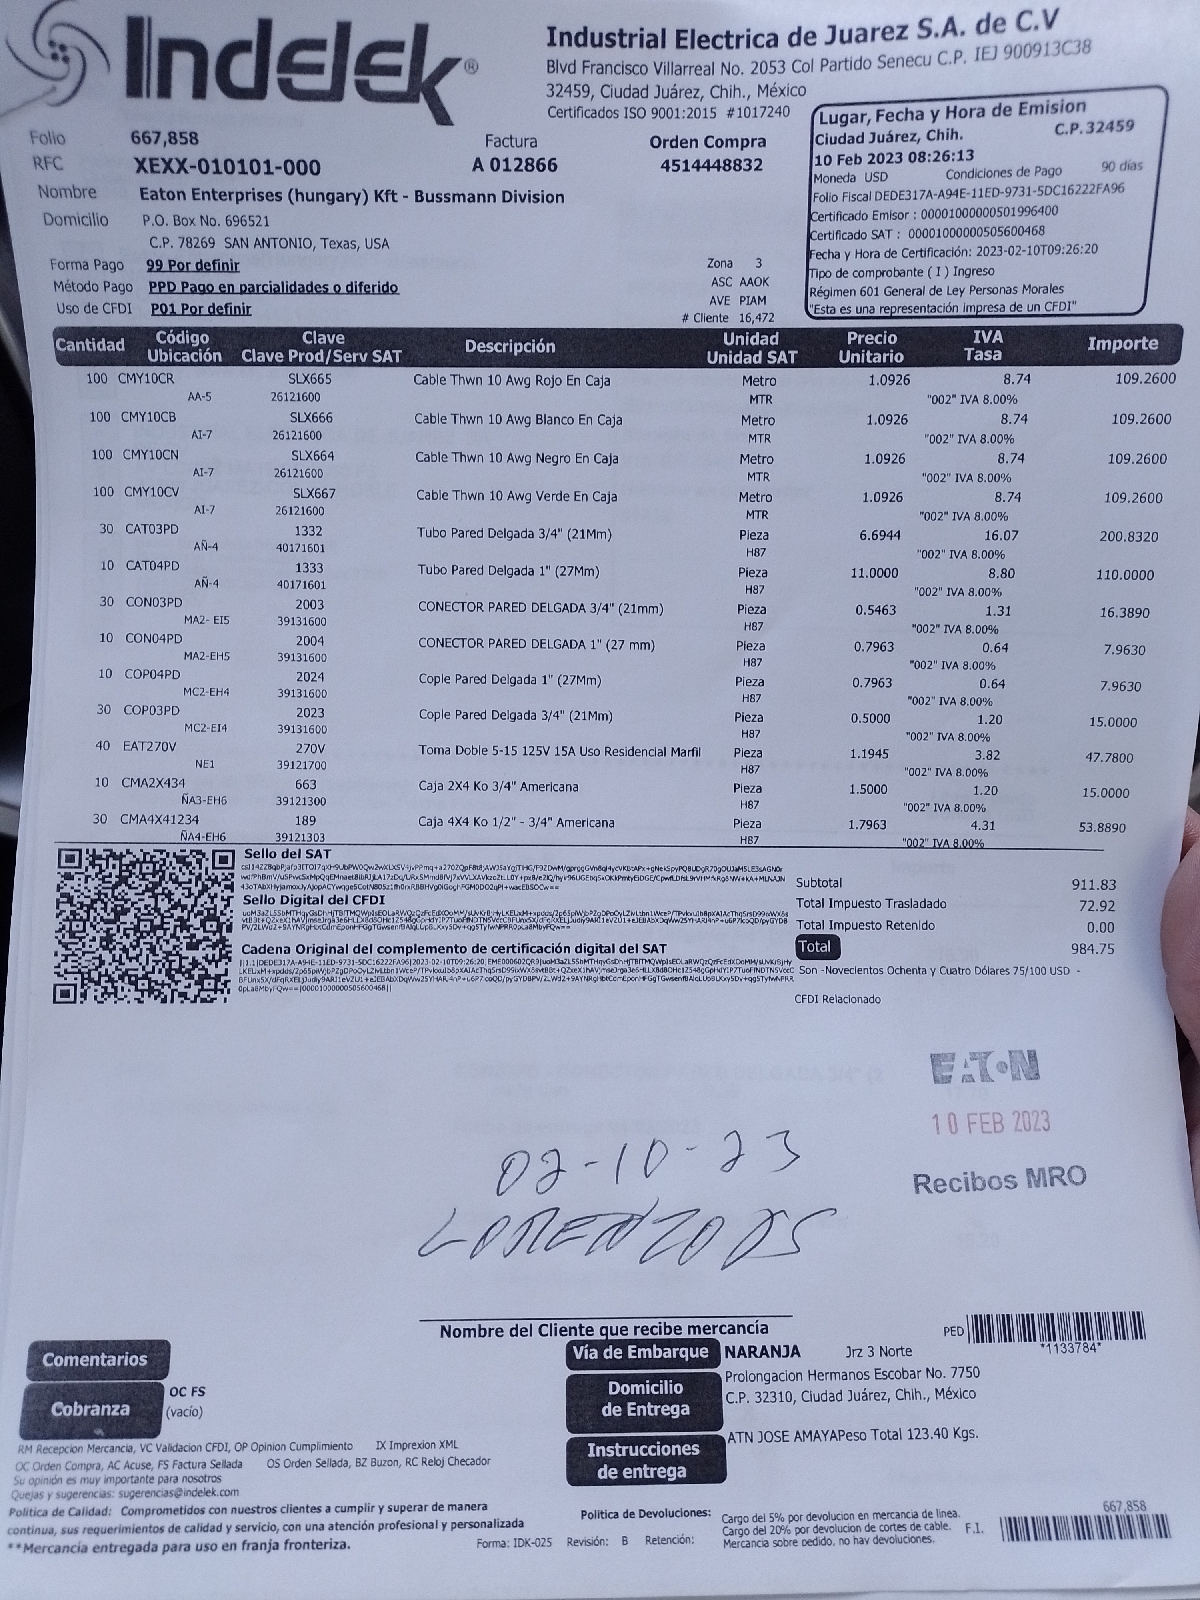 Indelek®
Industrial Electrica de Juarez S.A. de C.V
Blvd Francisco Villarreal No. 2053 Col Partido Senecu C.P. IEJ 900913C38
32459, Ciudad Juárez, Chih., México
Certificados ISO 9001:2015 #1017240
Folio 667,858
Factura
Orden Compra
RFC XEXX-010101-000
A 012866
4514448832
Nombre Eaton Enterprises (hungary) Kft - Bussmann Division
Domicilio P.O. Box No. 696521
C.P. 78269 SAN ANTONIO, Texas, USA
Forma Pago 99 Por definir
Método Pago PPD Pago en parcialidades o diferido
Uso de CFDI P01 Por definir
Zona 3
ASC AAOK
AVE PIAM
# Cliente 16,472
Lugar, Fecha y Hora de Emision
Ciudad Juárez, Chih. C.P. 32459
10 Feb 2023 08:26:13
Moneda USD Condiciones de Pago 90 días
Folio Fiscal DEDE317A-A94E-11ED-9731-5DC16222FA96
Certificado Emisor : 00001000000501996400
Certificado SAT : 00001000000505600468
Fecha y Hora de Certificación: 2023-02-10T09:26:20
Tipo de comprobante ( I ) Ingreso
Régimen 601 General de Ley Personas Morales
"Esta es una representación impresa de un CFDI"
Cantidad Código Clave Descripción Unidad Precio IVA Importe
Ubicación Clave Prod/Serv SAT Unidad SAT Unitario Tasa
100 CMY10CR SLX665 Cable Thwn 10 Awg Rojo En Caja Metro 1.0926 8.74 109.2600
AA-5 26121600 MTR "002" IVA 8.00%
100 CMY10CB SLX666 Cable Thwn 10 Awg Blanco En Caja Metro 1.0926 8.74 109.2600
AI-7 26121600 MTR "002" IVA 8.00%
100 CMY10CN SLX664 Cable Thwn 10 Awg Negro En Caja Metro 1.0926 8.74 109.2600
AI-7 26121600 MTR "002" IVA 8.00%
100 CMY10CV SLX667 Cable Thwn 10 Awg Verde En Caja Metro 1.0926 8.74 109.2600
AI-7 26121600 MTR "002" IVA 8.00%
30 CAT03PD 1332 Tubo Pared Delgada 3/4" (21Mm) Pieza 6.6944 16.07 200.8320
AÑ-4 40171601 H87 "002" IVA 8.00%
10 CAT04PD 1333 Tubo Pared Delgada 1" (27Mm) Pieza 11.0000 8.80 110.0000
AÑ-4 40171601 H87 "002" IVA 8.00%
30 CON03PD 2003 CONECTOR PARED DELGADA 3/4" (21mm) Pieza 0.5463 1.31 16.3890
MA2- EI5 39131600 H87 "002" IVA 8.00%
10 CON04PD 2004 CONECTOR PARED DELGADA 1" (27 mm) Pieza 0.7963 0.64 7.9630
MA2-EH5 39131600 H87 "002" IVA 8.00%
10 COP04PD 2024 Cople Pared Delgada 1" (27Mm) Pieza 0.7963 0.64 7.9630
MC2-EH4 39131600 H87 "002" IVA 8.00%
30 COP03PD 2023 Cople Pared Delgada 3/4" (21Mm) Pieza 0.5000 1.20 15.0000
MC2-EI4 39131600 H87 "002" IVA 8.00%
40 EAT270V 270V Toma Doble 5-15 125V 15A Uso Residencial Marfil Pieza 1.1945 3.82 47.7800
NE1 39121700 H87 "002" IVA 8.00%
10 CMA2X434 663 Caja 2X4 Ko 3/4" Americana Pieza 1.5000 1.20 15.0000
ÑA3-EH6 39121300 H87 "002" IVA 8.00%
30 CMA4X41234 189 Caja 4X4 Ko 1/2" - 3/4" Americana Pieza 1.7963 4.31 53.8890
ÑA4-EH6 39121303 H87 "002" IVA 8.00%
Sello del SAT
Sello Digital del CFDI
Cadena Original del complemento de certificación digital del SAT
Subtotal 911.83
Total Impuesto Trasladado 72.92
Total Impuesto Retenido 0.00
Total 984.75
Son -Novecientos Ochenta y Cuatro Dólares 75/100 USD -
CFDI Relacionado
EATON
10 FEB 2023
Recibos MRO
02-10-23
LORENZO DS
Nombre del Cliente que recibe mercancía
PED *1133784*
Comentarios
Cobranza
OC FS
(vacío)
Vía de Embarque NARANJA Jrz 3 Norte
Domicilio de Entrega
Prolongacion Hermanos Escobar No. 7750
C.P. 32310, Ciudad Juárez, Chih., México
Instrucciones de entrega
ATN JOSE AMAYAPeso Total 123.40 Kgs.
RM Recepcion Mercancia, VC Validacion CFDI, OP Opinion Cumplimiento IX Imprexion XML
OC Orden Compra, AC Acuse, FS Factura Sellada OS Orden Sellada, BZ Buzon, RC Reloj Checador
Su opinión es muy importante para nosotros
Quejas y sugerencias: sugerencias@indelek.com
Politica de Calidad: Comprometidos con nuestros clientes a cumplir y superar de manera
continua, sus requerimientos de calidad y servicio, con una atención profesional y personalizada
**Mercancia entregada para uso en franja fronteriza.
Politica de Devoluciones: Cargo del 5% por devolucion en mercancia de linea.
Cargo del 20% por devolucion de cortes de cable.
Mercancia sobre pedido, no hay devoluciones.
Forma: IDK-025 Revisión: B Retención:
F.I. 667,858